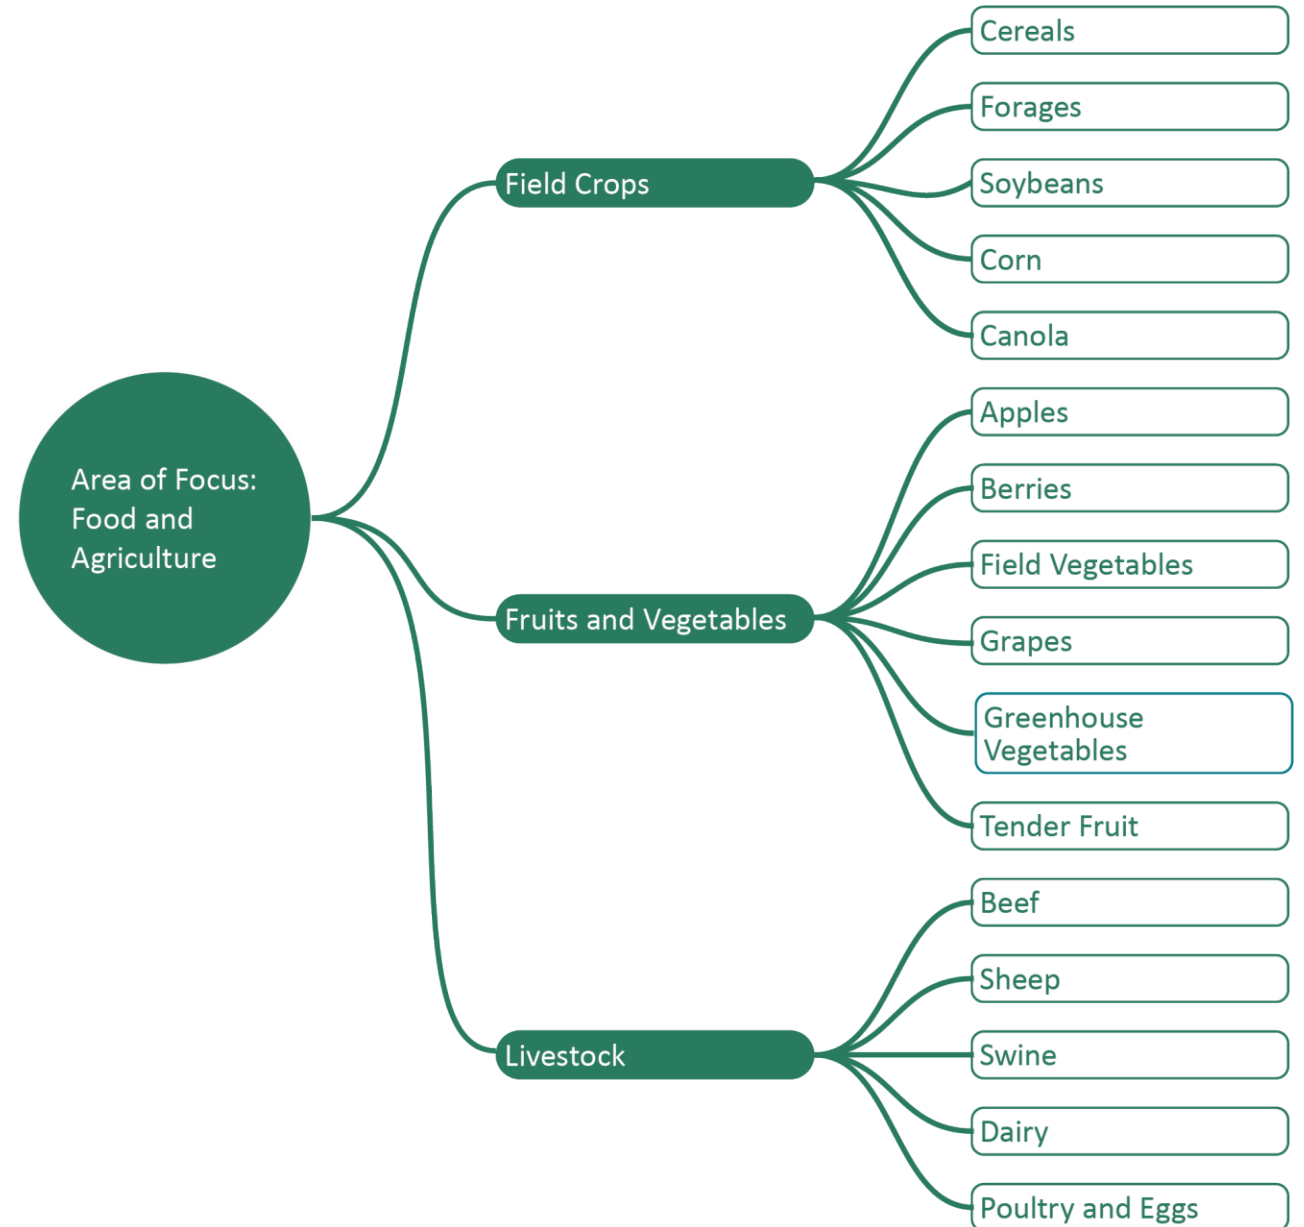 Area of Focus:
Food and
Agriculture
Field Crops
Cereals
Forages
Soybeans
Corn
Canola
Fruits and Vegetables
Apples
Berries
Field Vegetables
Grapes
Greenhouse
Vegetables
Tender Fruit
Livestock
Beef
Sheep
Swine
Dairy
Poultry and Eggs